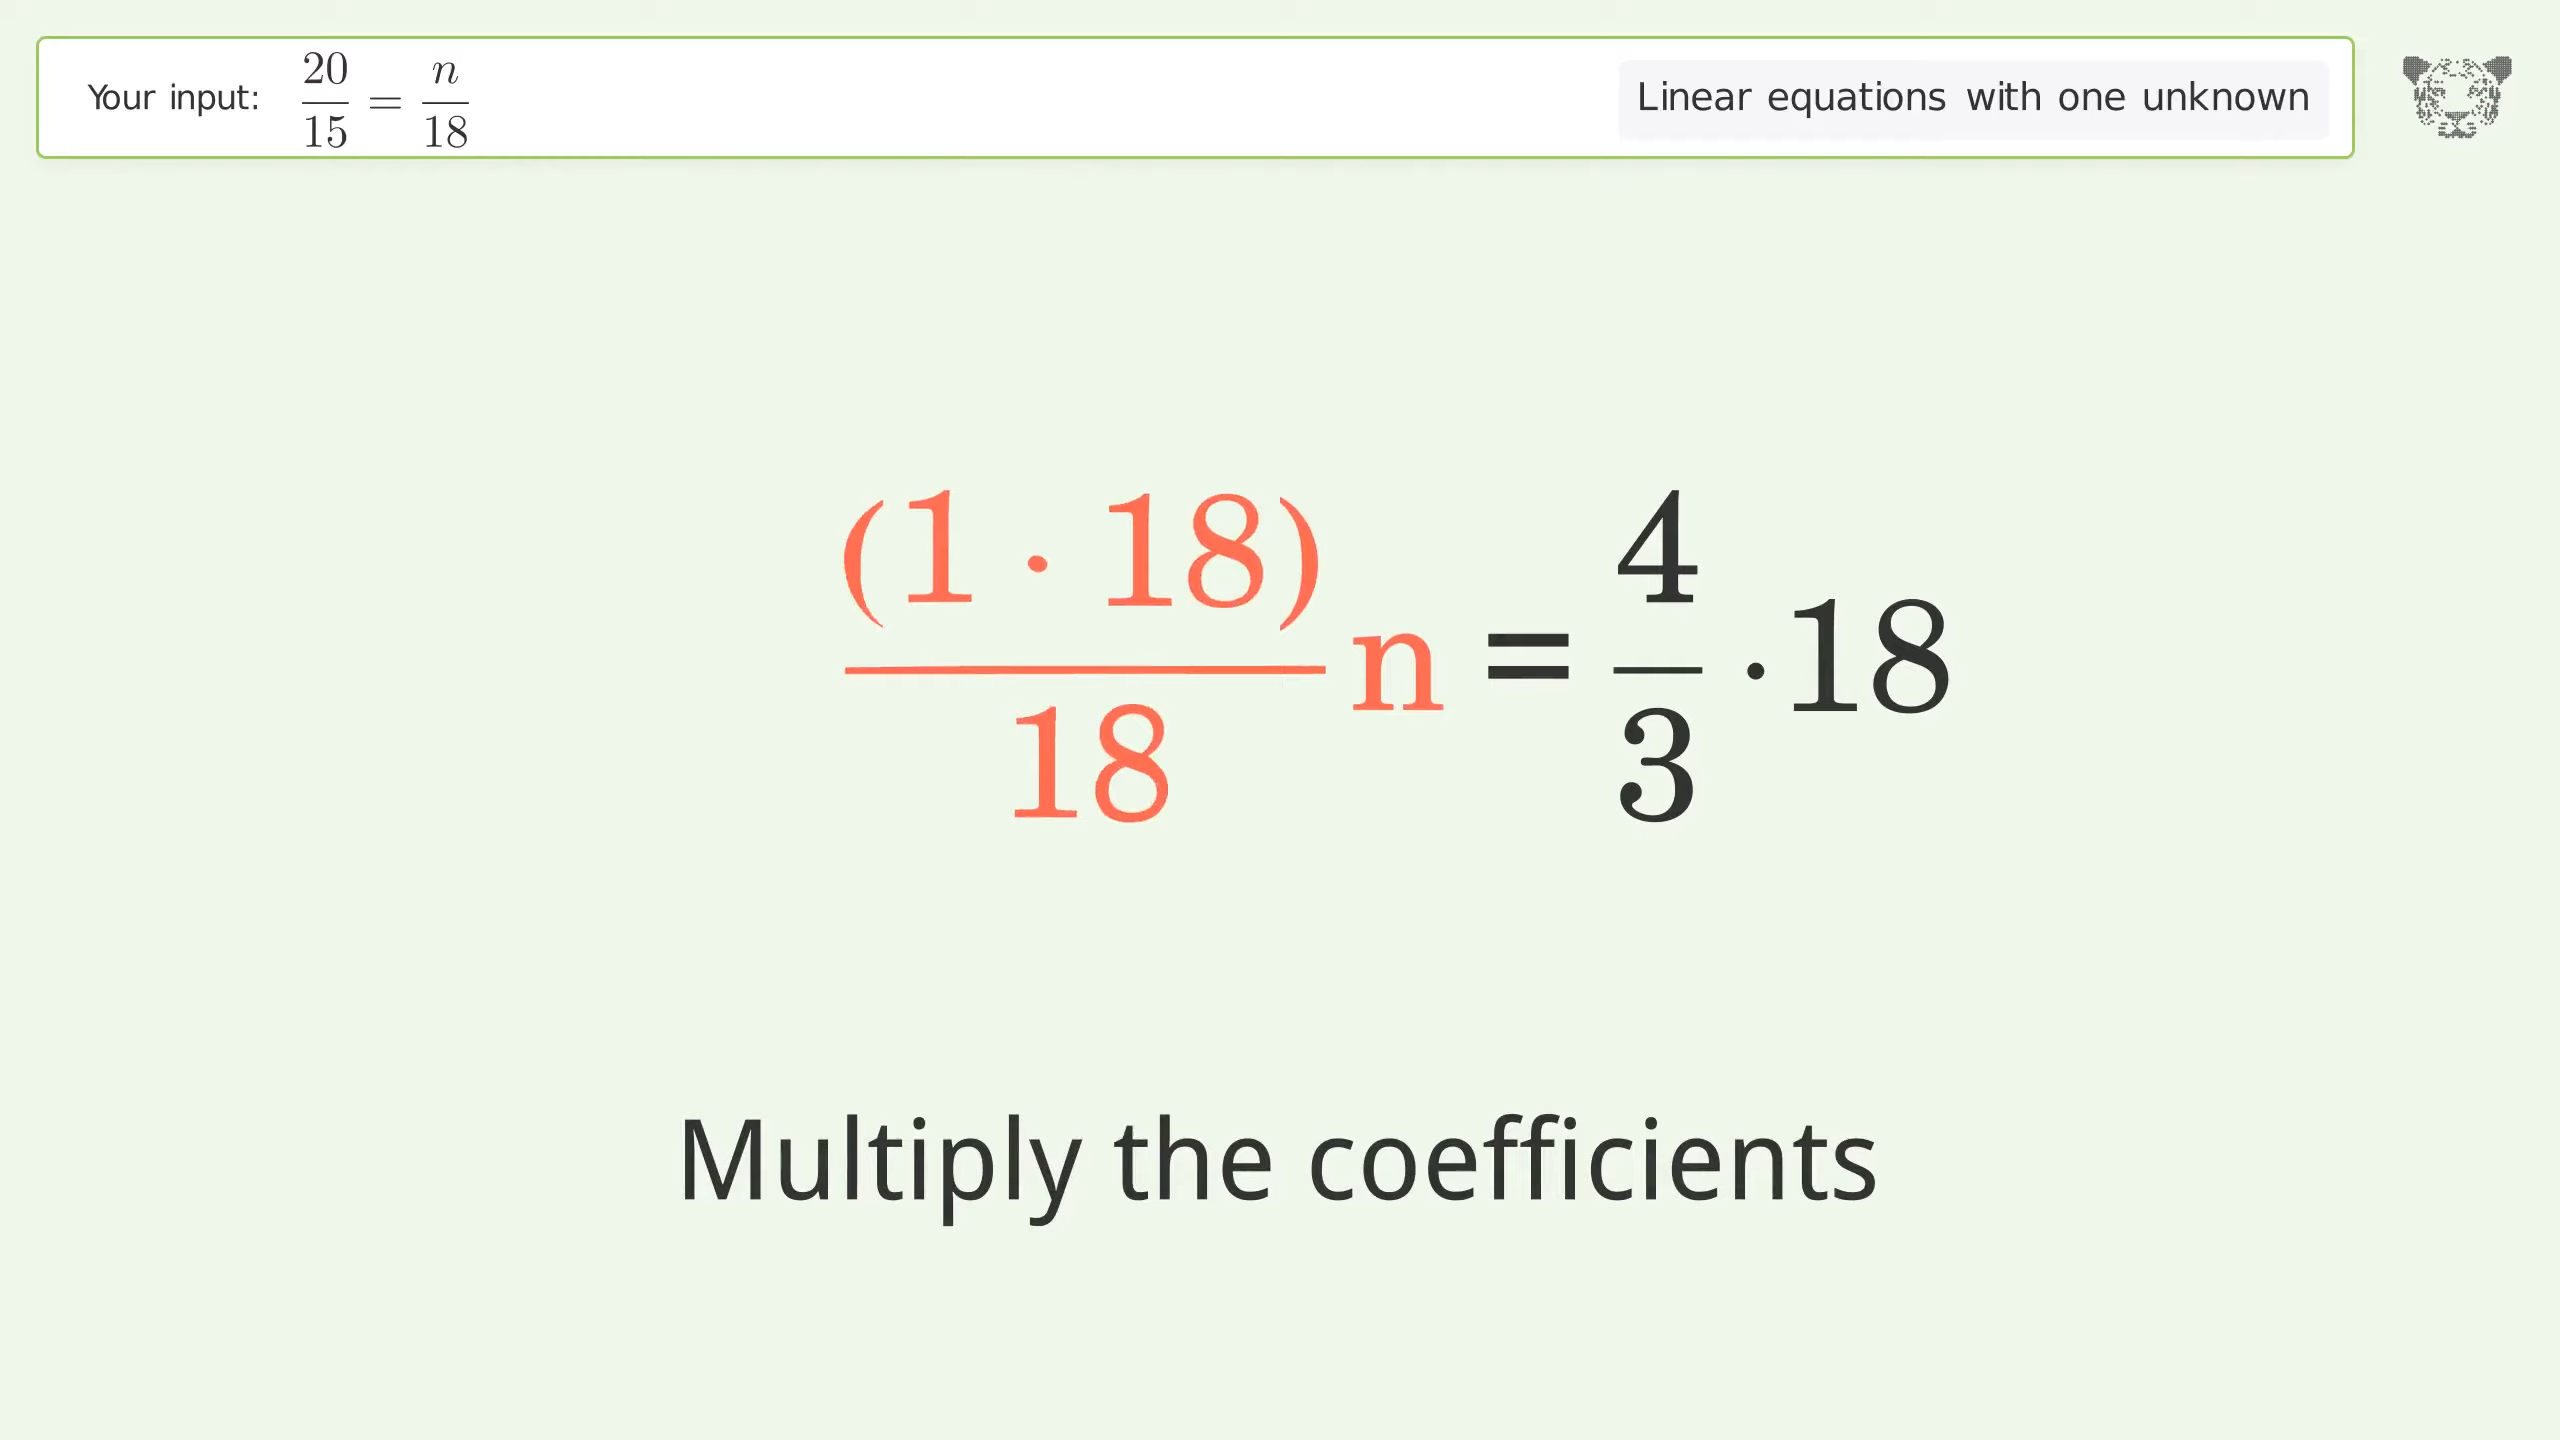 Your input: 20/15 = n/18
Linear equations with one unknown
(1 · 18)/18 n = 4/3 · 18
Multiply the coefficients